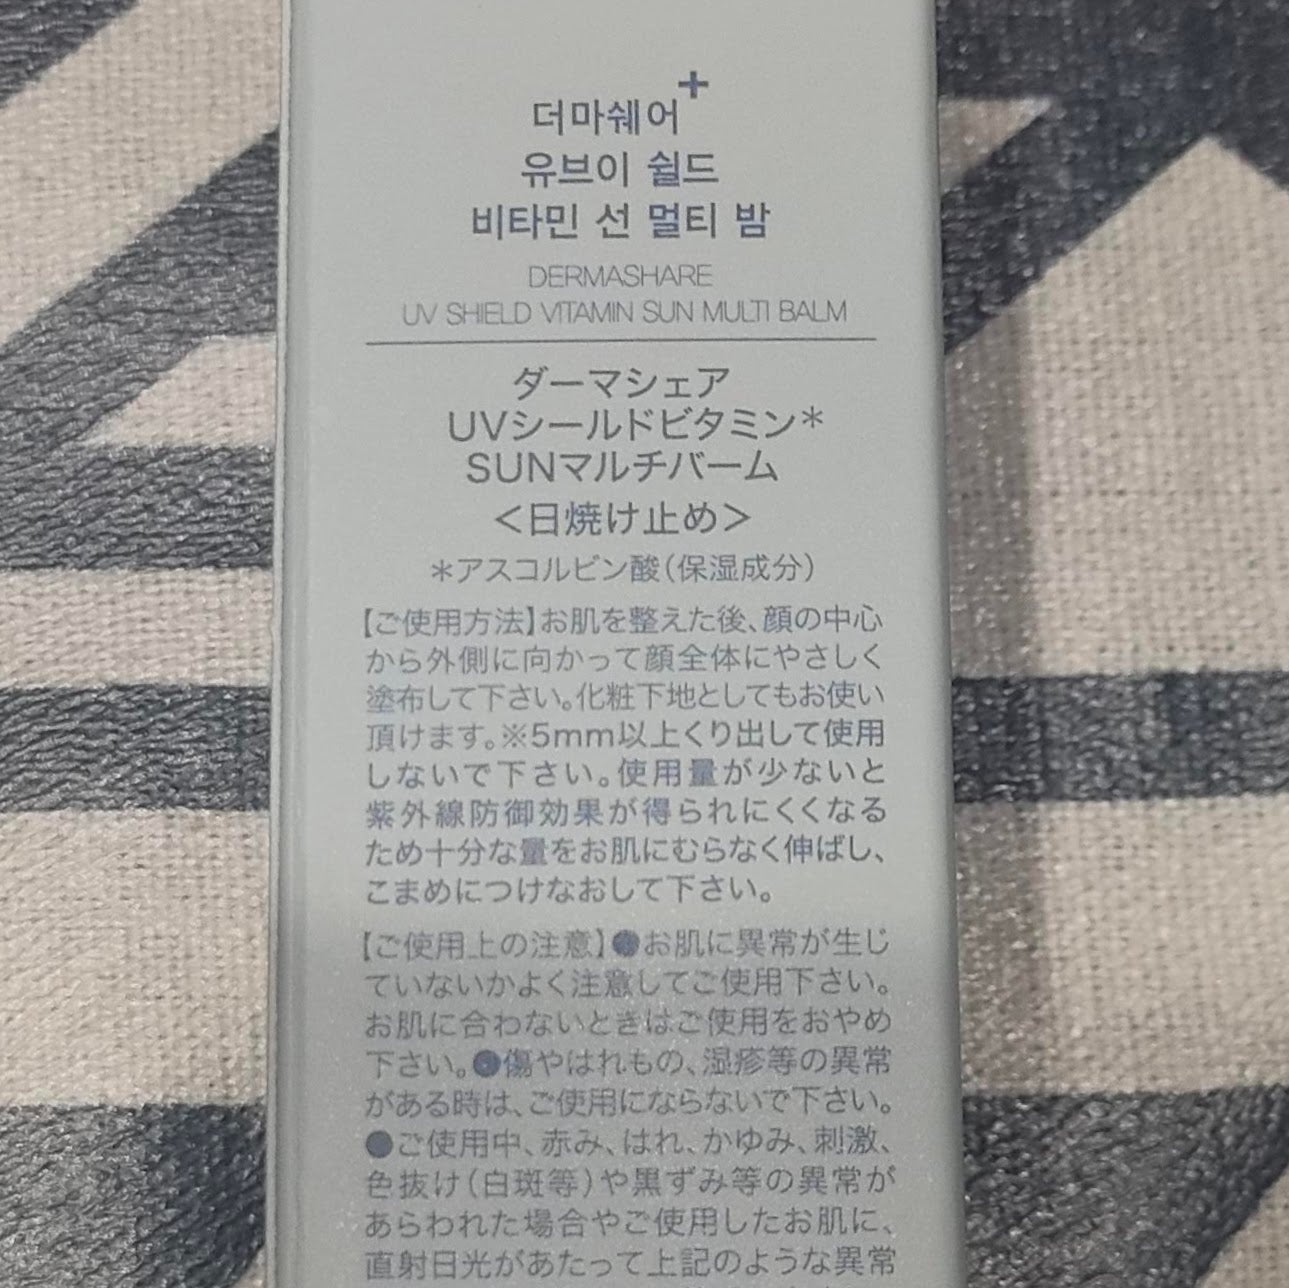 더마쉐어+
유브이 쉴드
비타민 선 멀티 밤
DERMASHARE
UV SHIELD VITAMIN SUN MULTI BALM
ダーマシェア
UVシールドビタミン*
SUNマルチバーム
<日焼け止め>
*アスコルビン酸(保湿成分)
【ご使用方法】お肌を整えた後、顔の中心
から外側に向かって顔全体にやさしく
塗布して下さい。化粧下地としてもお使い
頂けます。※5mm以上くり出して使用
しないで下さい。使用量が少ないと
紫外線防御効果が得られにくくなる
ため十分な量をお肌にむらなく伸ばし、
こまめにつけなおして下さい。
【ご使用上の注意】●お肌に異常が生じ
ていないかよく注意してご使用下さい。
お肌に合わないときはご使用をおやめ
下さい。●傷やはれもの、湿疹等の異常
がある時は、ご使用にならないで下さい。
●ご使用中、赤み、はれ、かゆみ、刺激、
色抜け(白斑等)や黒ずみ等の異常が
あらわれた場合やご使用したお肌に、
直射日光があたって上記のような異常